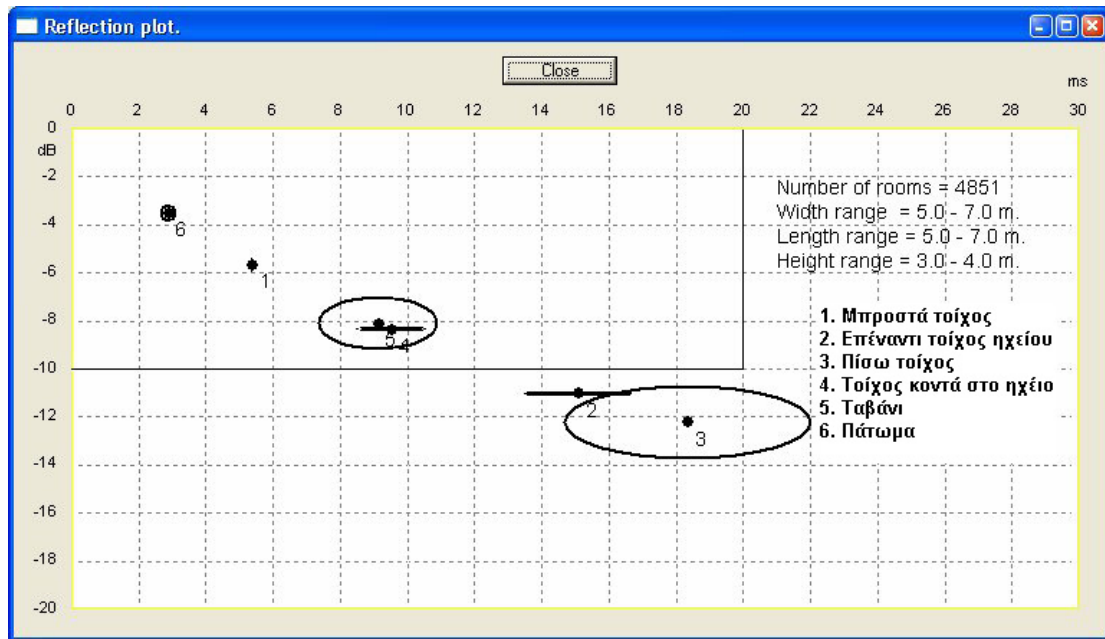 Reflection plot.
Close
ms
0 2 4 6 8 10 12 14 16 18 20 22 24 26 28 30
0
dB
-2
-4
-6
-8
-10
-12
-14
-16
-18
-20
6
1
5
4
2
3
Number of rooms = 4851
Width range = 5.0 - 7.0 m.
Length range = 5.0 - 7.0 m.
Height range = 3.0 - 4.0 m.
1. Μπροστά τοίχος
2. Επέναντι τοίχος ηχείου
3. Πίσω τοίχος
4. Τοίχος κοντά στο ηχέιο
5. Ταβάνι
6. Πάτωμα